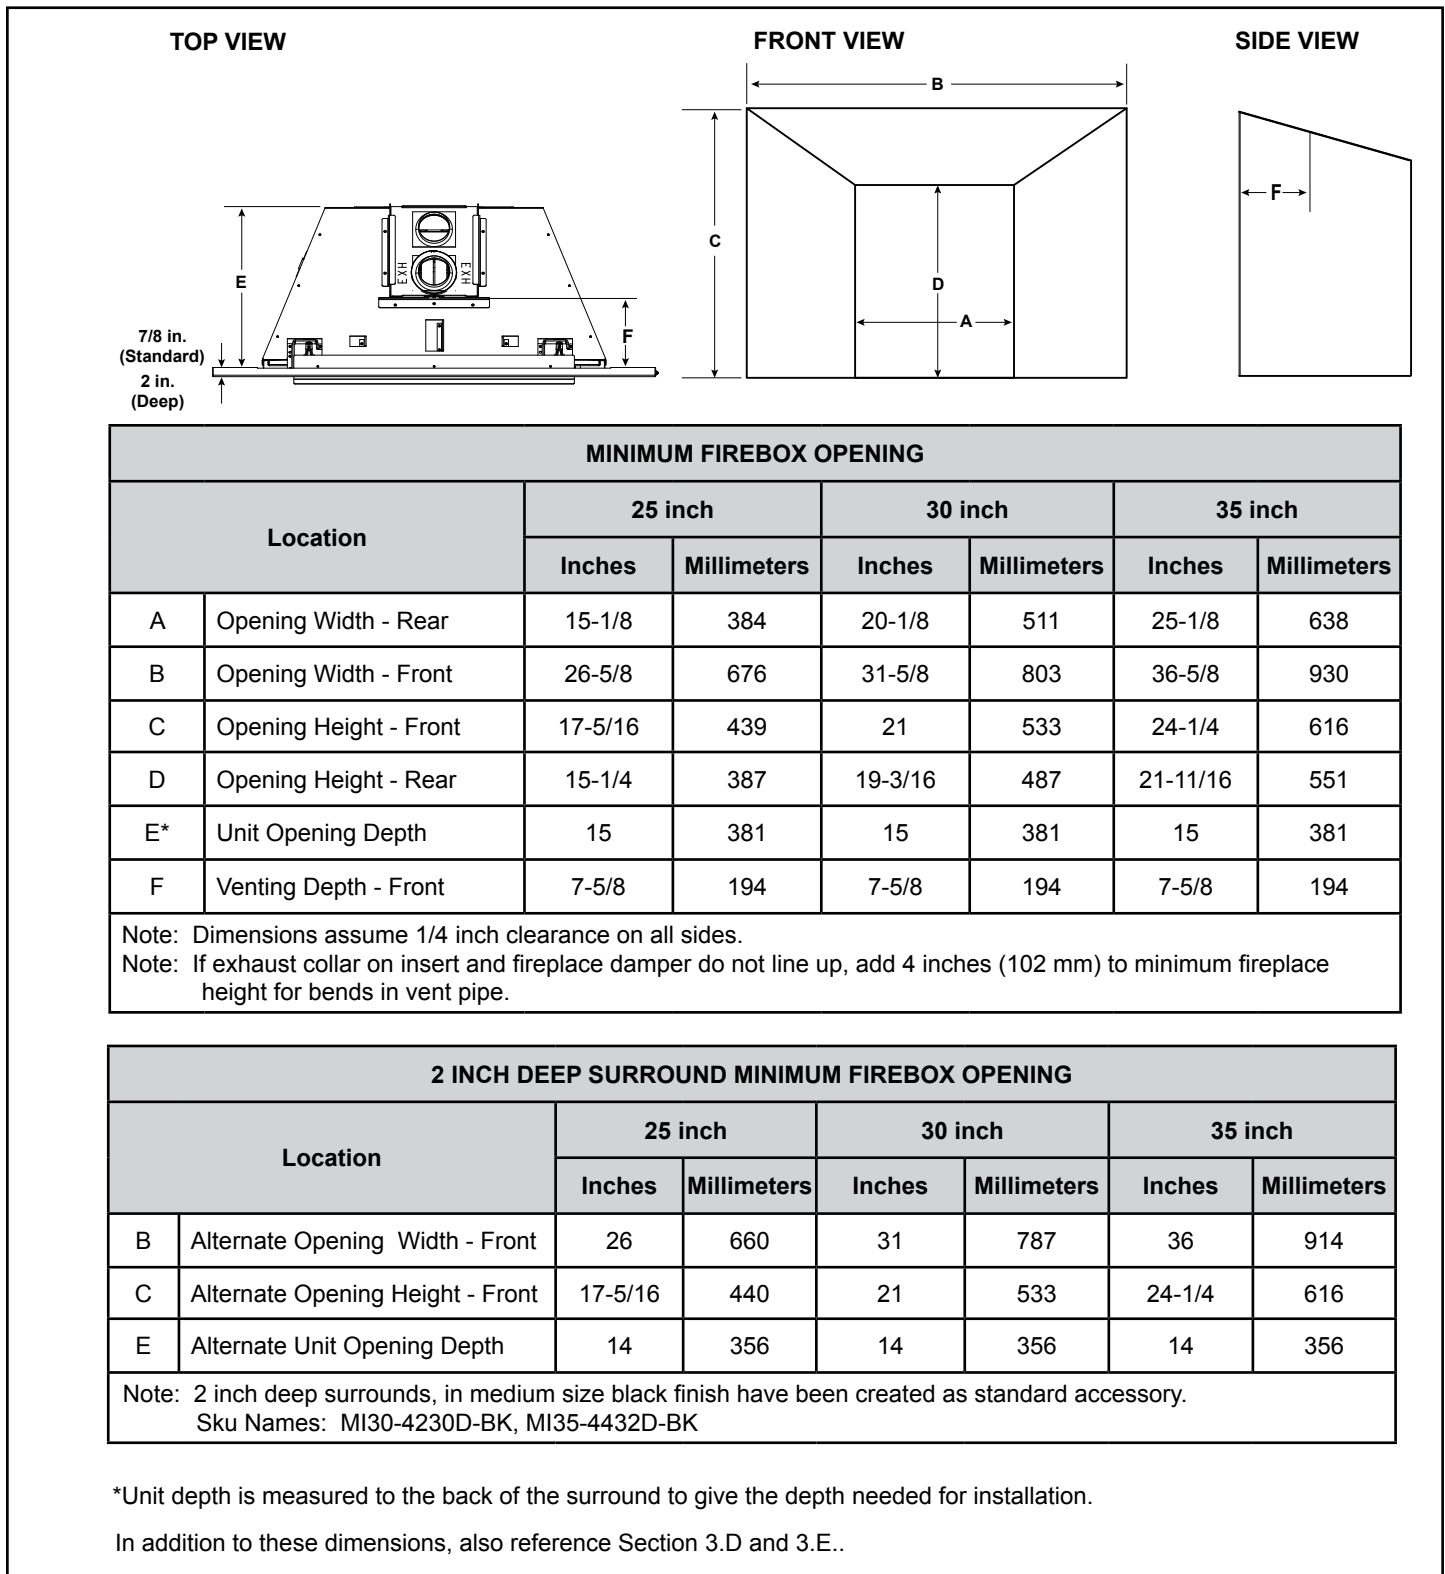 TOP VIEW FRONT VIEW SIDE VIEW
B
F
C
E
EXH EXH
D
F
A
7/8 in.
(Standard)
2 in.
(Deep)
MINIMUM FIREBOX OPENING
Location 25 inch 30 inch 35 inch
Inches Millimeters Inches Millimeters Inches Millimeters
A Opening Width - Rear 15-1/8 384 20-1/8 511 25-1/8 638
B Opening Width - Front 26-5/8 676 31-5/8 803 36-5/8 930
C Opening Height - Front 17-5/16 439 21 533 24-1/4 616
D Opening Height - Rear 15-1/4 387 19-3/16 487 21-11/16 551
E* Unit Opening Depth 15 381 15 381 15 381
F Venting Depth - Front 7-5/8 194 7-5/8 194 7-5/8 194
Note: Dimensions assume 1/4 inch clearance on all sides.
Note: If exhaust collar on insert and fireplace damper do not line up, add 4 inches (102 mm) to minimum fireplace
height for bends in vent pipe.
2 INCH DEEP SURROUND MINIMUM FIREBOX OPENING
Location 25 inch 30 inch 35 inch
Inches Millimeters Inches Millimeters Inches Millimeters
B Alternate Opening Width - Front 26 660 31 787 36 914
C Alternate Opening Height - Front 17-5/16 440 21 533 24-1/4 616
E Alternate Unit Opening Depth 14 356 14 356 14 356
Note: 2 inch deep surrounds, in medium size black finish have been created as standard accessory.
Sku Names: MI30-4230D-BK, MI35-4432D-BK
*Unit depth is measured to the back of the surround to give the depth needed for installation.
In addition to these dimensions, also reference Section 3.D and 3.E..